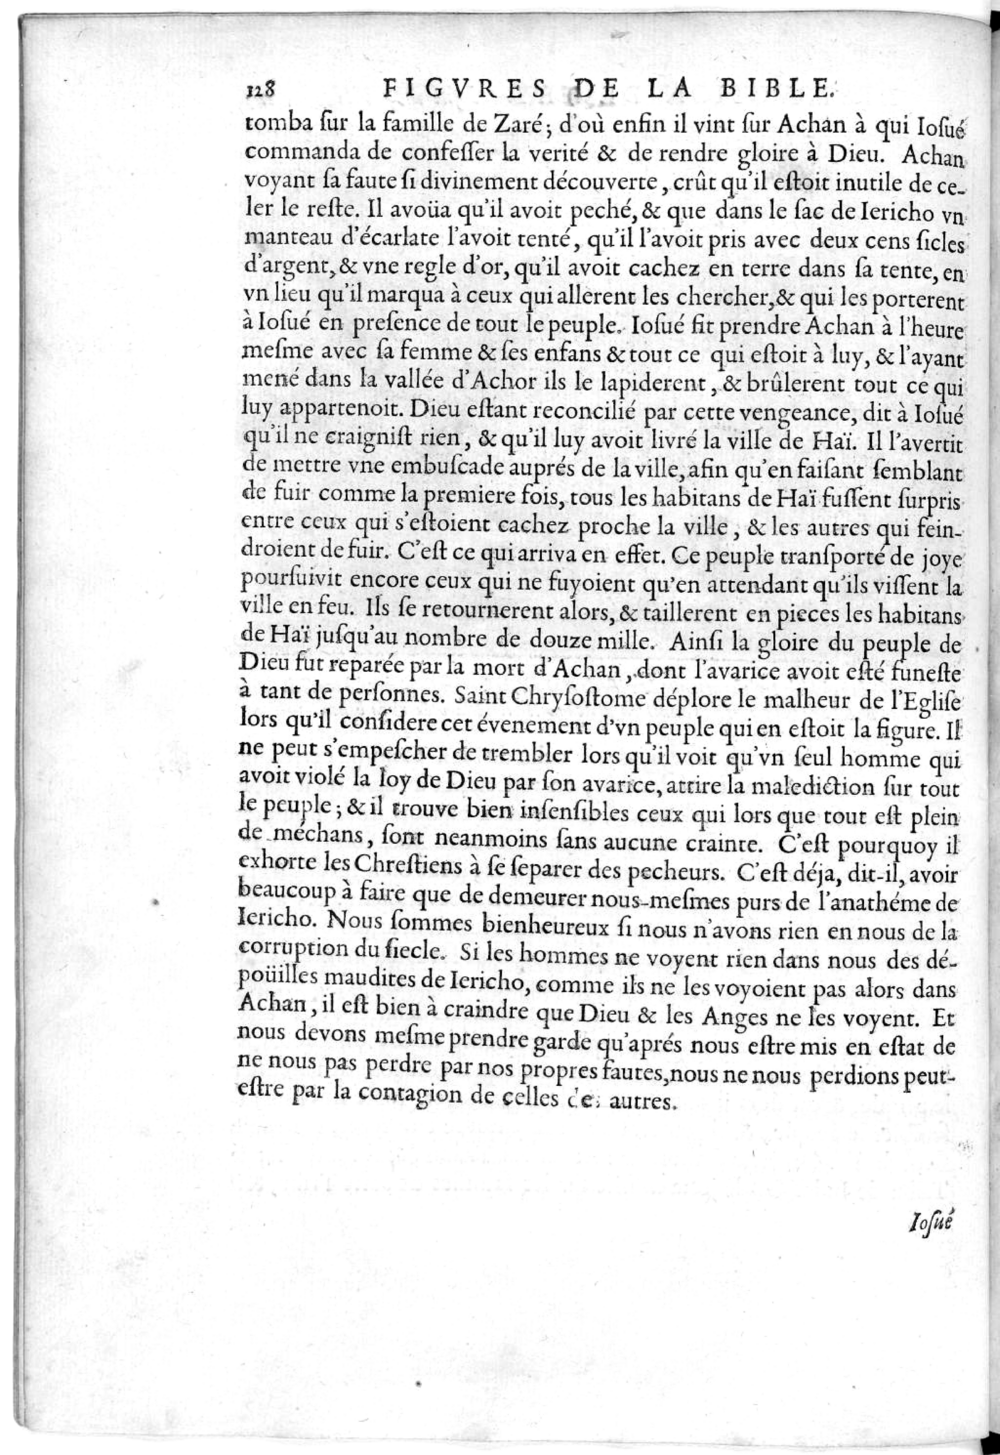 128 FIGVRES DE LA BIBLE.
tomba ſur la famille de Zaré; d'où enfin il vint ſur Achan à qui Ioſué
commanda de confeſſer la verité & de rendre gloire à Dieu. Achan
voyant ſa faute ſi divinement découverte, crût qu'il eſtoit inutile de ce-
ler le reſte. Il avoüa qu'il avoit peché, & que dans le ſac de Iericho vn
manteau d'écarlate l'avoit tenté, qu'il l'avoit pris avec deux cens ſicles
d'argent, & vne regle d'or, qu'il avoit cachez en terre dans ſa tente, en
vn lieu qu'il marqua à ceux qui allerent les chercher, & qui les porterent
à Ioſué en preſence de tout le peuple. Ioſué fit prendre Achan à l'heure
meſme avec ſa femme & ſes enfans & tout ce qui eſtoit à luy, & l'ayant
mené dans la vallée d'Achor ils le lapiderent, & brûlerent tout ce qui
luy appartenoit. Dieu eſtant reconcilié par cette vengeance, dit à Ioſué
qu'il ne craigniſt rien, & qu'il luy avoit livré la ville de Haï. Il l'avertit
de mettre vne embuſcade auprés de la ville, afin qu'en faiſant ſemblant
de fuir comme la premiere fois, tous les habitans de Haï fuſſent ſurpris
entre ceux qui s'eſtoient cachez proche la ville, & les autres qui fein-
droient de fuir. C'eſt ce qui arriva en effet. Ce peuple tranſporté de joye
pourſuivit encore ceux qui ne fuyoient qu'en attendant qu'ils viſſent la
ville en feu. Ils ſe retournerent alors, & taillerent en pieces les habitans
de Haï juſqu'au nombre de douze mille. Ainſi la gloire du peuple de
Dieu fut reparée par la mort d'Achan, dont l'avarice avoit eſté funeſte
à tant de perſonnes. Saint Chryſoſtome déplore le malheur de l'Egliſe
lors qu'il conſidere cet évenement d'vn peuple qui en eſtoit la figure. Il
ne peut s'empeſcher de trembler lors qu'il voit qu'vn ſeul homme qui
avoit violé la loy de Dieu par ſon avarice, attire la malediction ſur tout
le peuple; & il trouve bien inſenſibles ceux qui lors que tout eſt plein
de méchans, ſont neanmoins ſans aucune crainte. C'eſt pourquoy il
exhorte les Chreſtiens à ſe ſeparer des pecheurs. C'eſt déja, dit-il, avoir
beaucoup à faire que de demeurer nous-meſmes purs de l'anathéme de
Iericho. Nous ſommes bienheureux ſi nous n'avons rien en nous de la
corruption du ſiecle. Si les hommes ne voyent rien dans nous des dé-
poüilles maudites de Iericho, comme ils ne les voyoient pas alors dans
Achan, il eſt bien à craindre que Dieu & les Anges ne les voyent. Et
nous devons meſme prendre garde qu'aprés nous eſtre mis en eſtat de
ne nous pas perdre par nos propres fautes, nous ne nous perdions peut-
eſtre par la contagion de celles des autres.
Ioſué